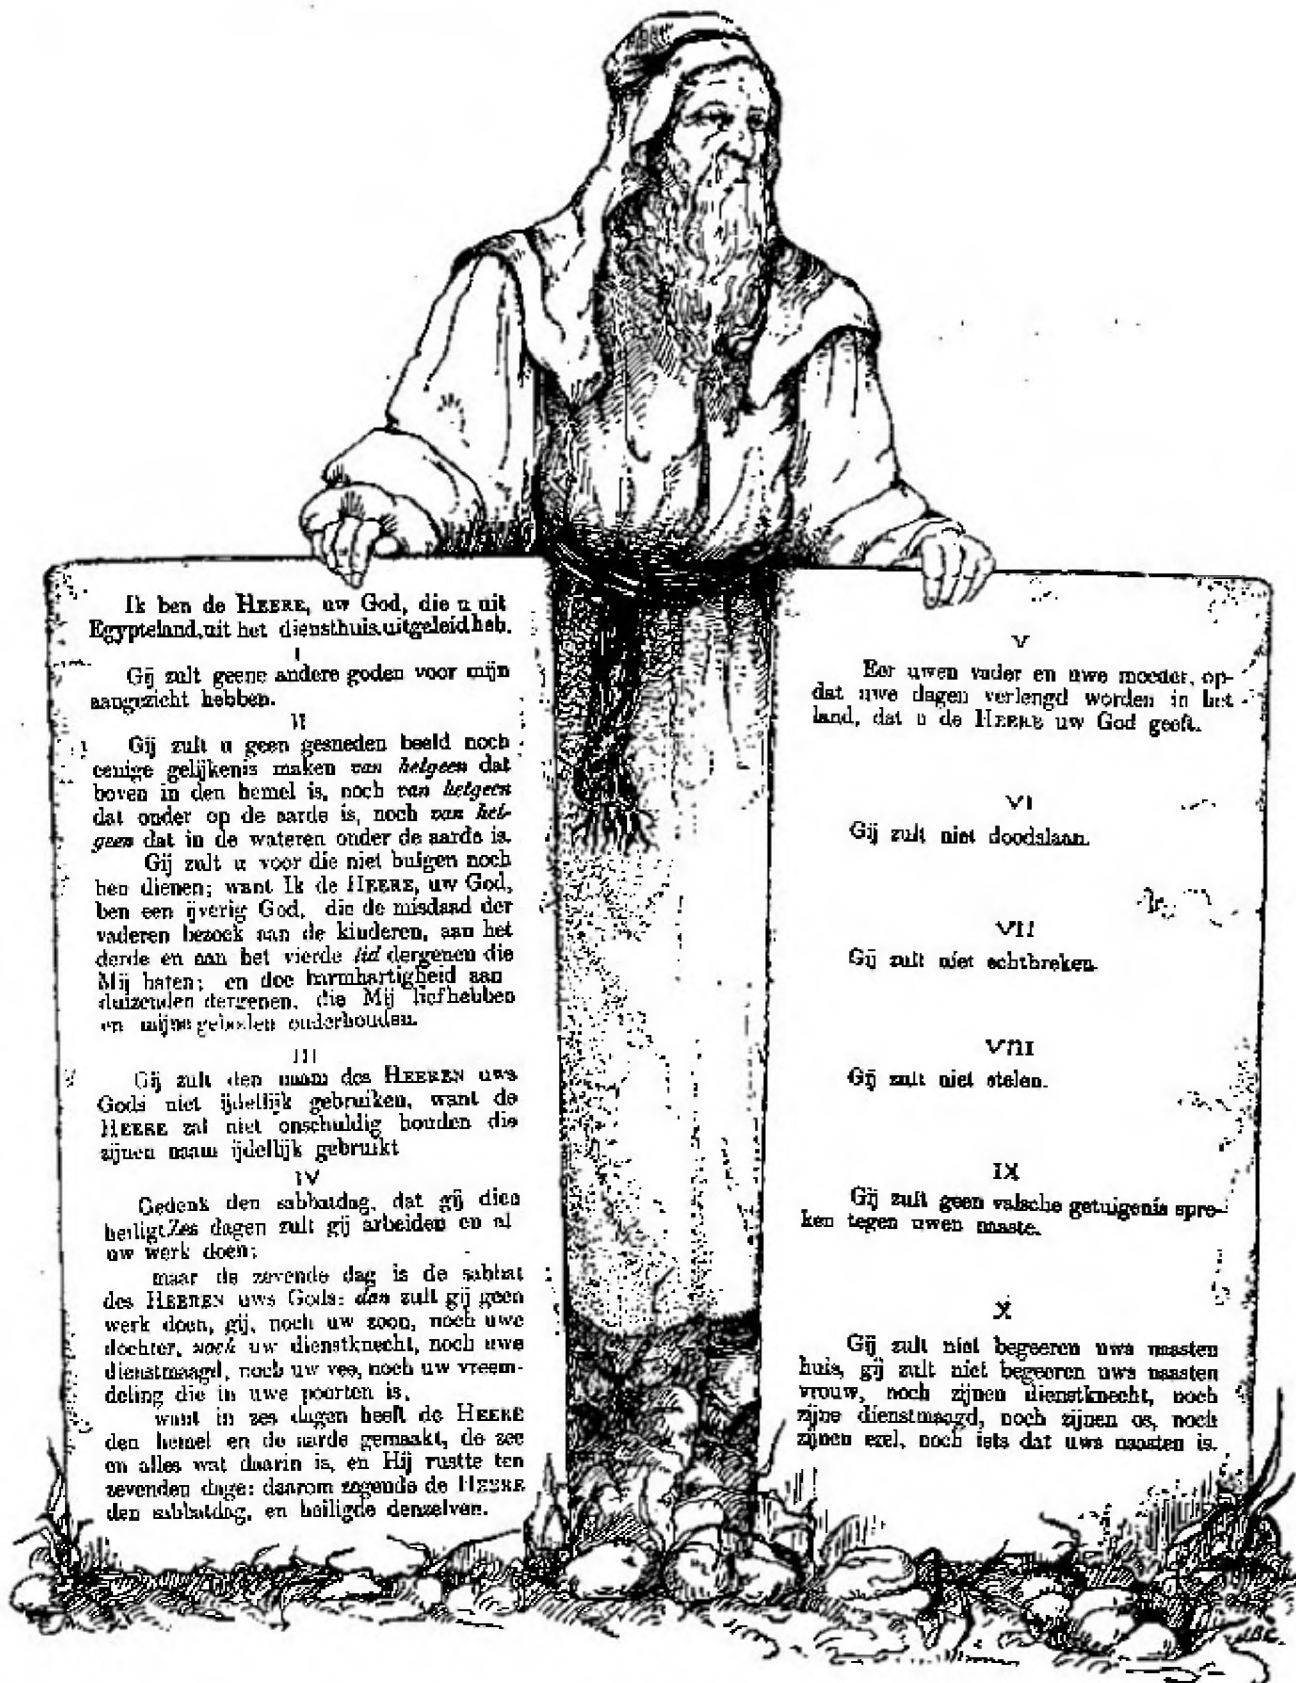 Ik ben de HEERE, uw God, die u uit
Egypteland, uit het diensthuis, uitgeleid heb.
I
Gij zult geene andere goden voor mijn
aangezicht hebben.
II
Gij zult u geen gesneden beeld noch
eenige gelijkenis maken van hetgeen dat
boven in den hemel is, noch van hetgeen
dat onder op de aarde is, noch van het-
geen dat in de wateren onder de aarde is.
Gij zult u voor die niet buigen noch
hen dienen; want Ik de HEERE, uw God,
ben een ijverig God, die de misdaad der
vaderen bezoek aan de kinderen, aan het
derde en aan het vierde lid dergenen die
Mij haten; en doe barmhartigheid aan
duizenden dergenen, die Mij liefhebben
en mijne geboden onderhouden.
III
Gij zult den naam des HEEREN uws
Gods niet ijdellijk gebruiken, want de
HEERE zal niet onschuldig houden die
zijnen naam ijdellijk gebruikt
IV
Gedenk den sabbatdag, dat gij dien
heiligt. Zes dagen zult gij arbeiden en al
uw werk doen;
maar de zevende dag is de sabbat
des HEEREN uws Gods: dan zult gij geen
werk doen, gij, noch uw zoon, noch uwe
dochter, noch uw dienstknecht, noch uwe
dienstmaagd, noch uw vee, noch uw vreem-
deling die in uwe poorten is,
want in zes dagen heeft de HEERE
den hemel en de aarde gemaakt, de zee
en alles wat daarin is, en Hij rustte ten
zevenden dage: daarom zegende de HEERE
den sabbatdag, en heiligde denzelven.
V
Eer uwen vader en uwe moeder, op-
dat uwe dagen verlengd worden in het
land, dat u de HEERE uw God geeft.
VI
Gij zult niet doodslaan.
VII
Gij zult niet echtbreken.
VIII
Gij zult niet stelen.
IX
Gij zult geen valsche getuigenis spre-
ken tegen uwen naaste.
X
Gij zult niet begeeren uws naasten
huis, gij zult niet begeeren uws naasten
vrouw, noch zijnen dienstknecht, noch
zijne dienstmaagd, noch zijnen os, noch
zijnen ezel, noch iets dat uws naasten is.